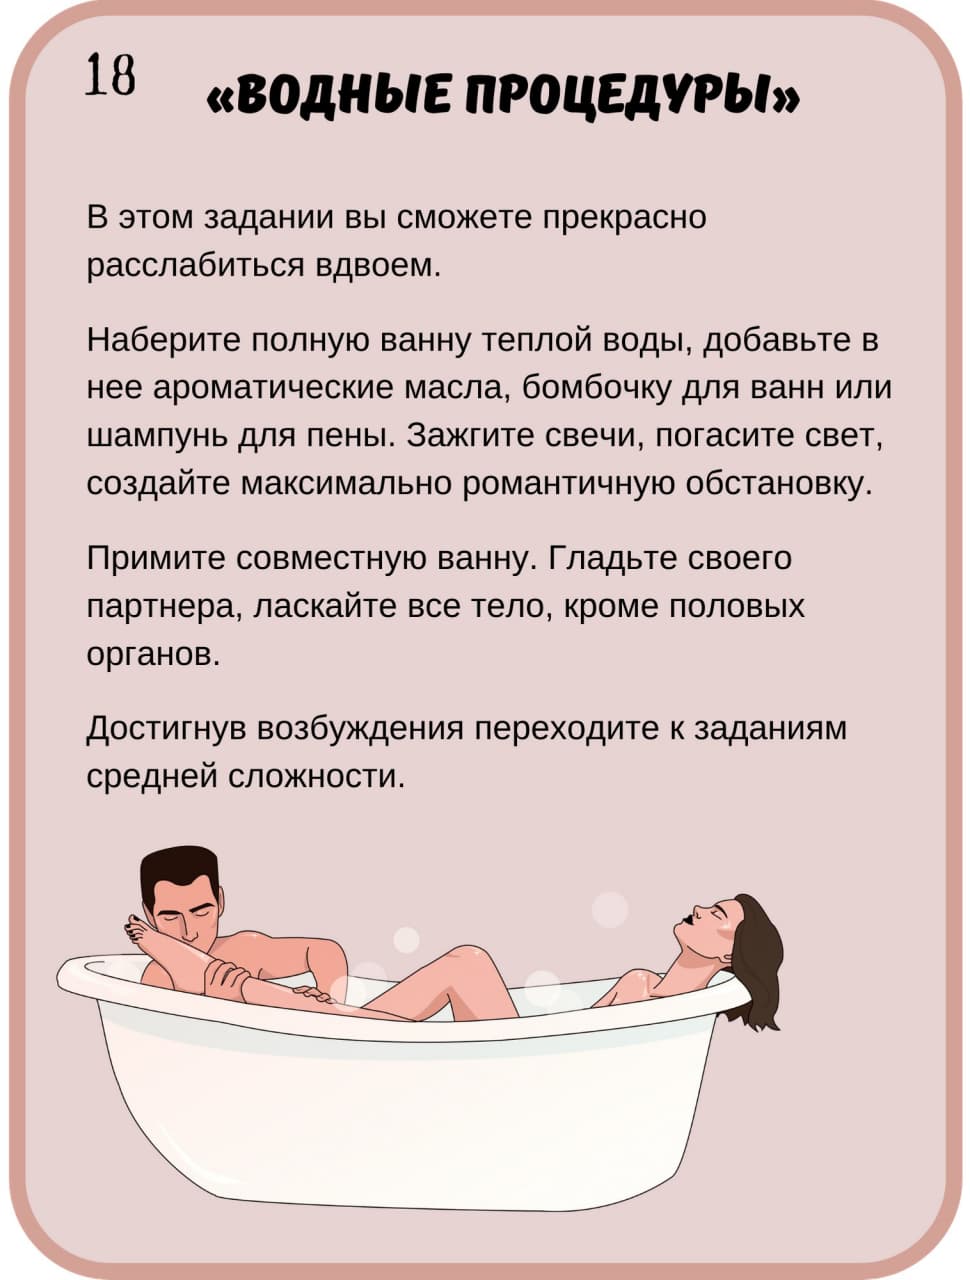 18
«ВОДНЫЕ ПРОЦЕДУРЫ»
В этом задании вы сможете прекрасно
расслабиться вдвоем.
Наберите полную ванну теплой воды, добавьте в
нее ароматические масла, бомбочку для ванн или
шампунь для пены. Зажгите свечи, погасите свет,
создайте максимально романтичную обстановку.
Примите совместную ванну. Гладьте своего
партнера, ласкайте все тело, кроме половых
органов.
Достигнув возбуждения переходите к заданиям
средней сложности.